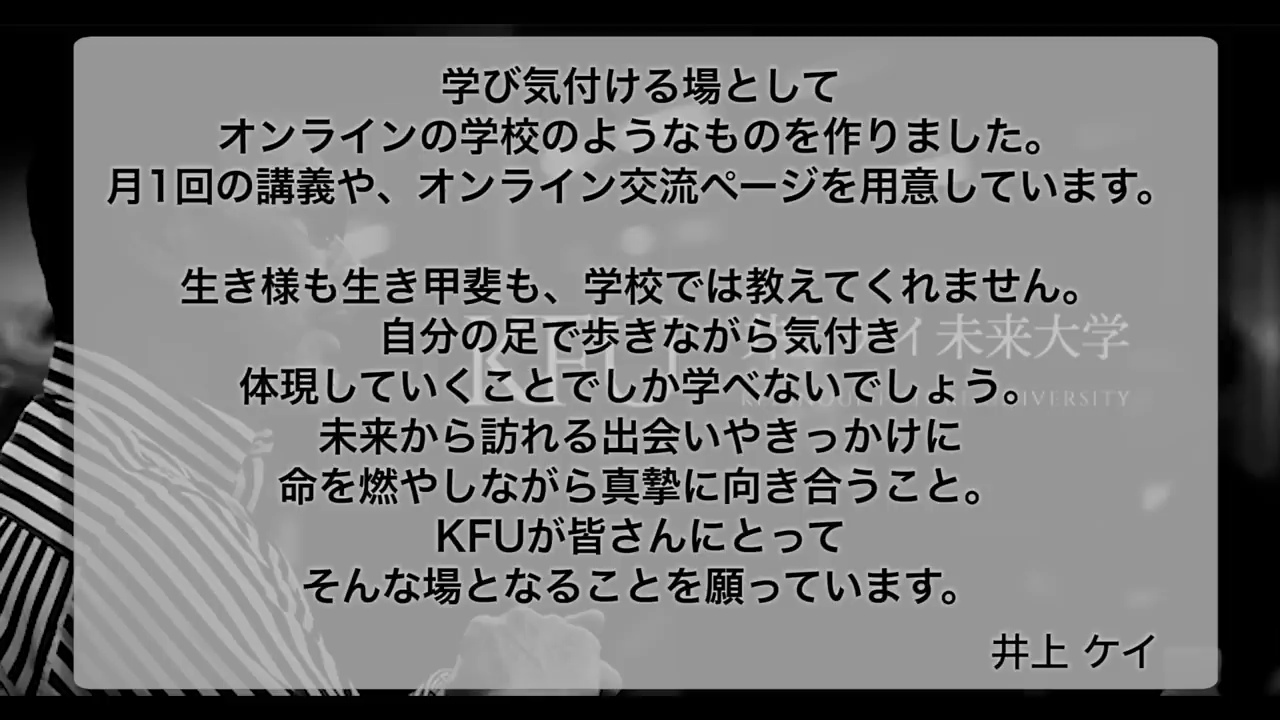 学び気付ける場として
オンラインの学校のようなものを作りました。
月1回の講義や、オンライン交流ページを用意しています。
生き様も生き甲斐も、学校では教えてくれません。
自分の足で歩きながら気付き
体現していくことでしか学べないでしょう。
未来から訪れる出会いやきっかけに
命を燃やしながら真摯に向き合うこと。
KFUが皆さんにとって
そんな場となることを願っています。
井上 ケイ
KFU
未来大学